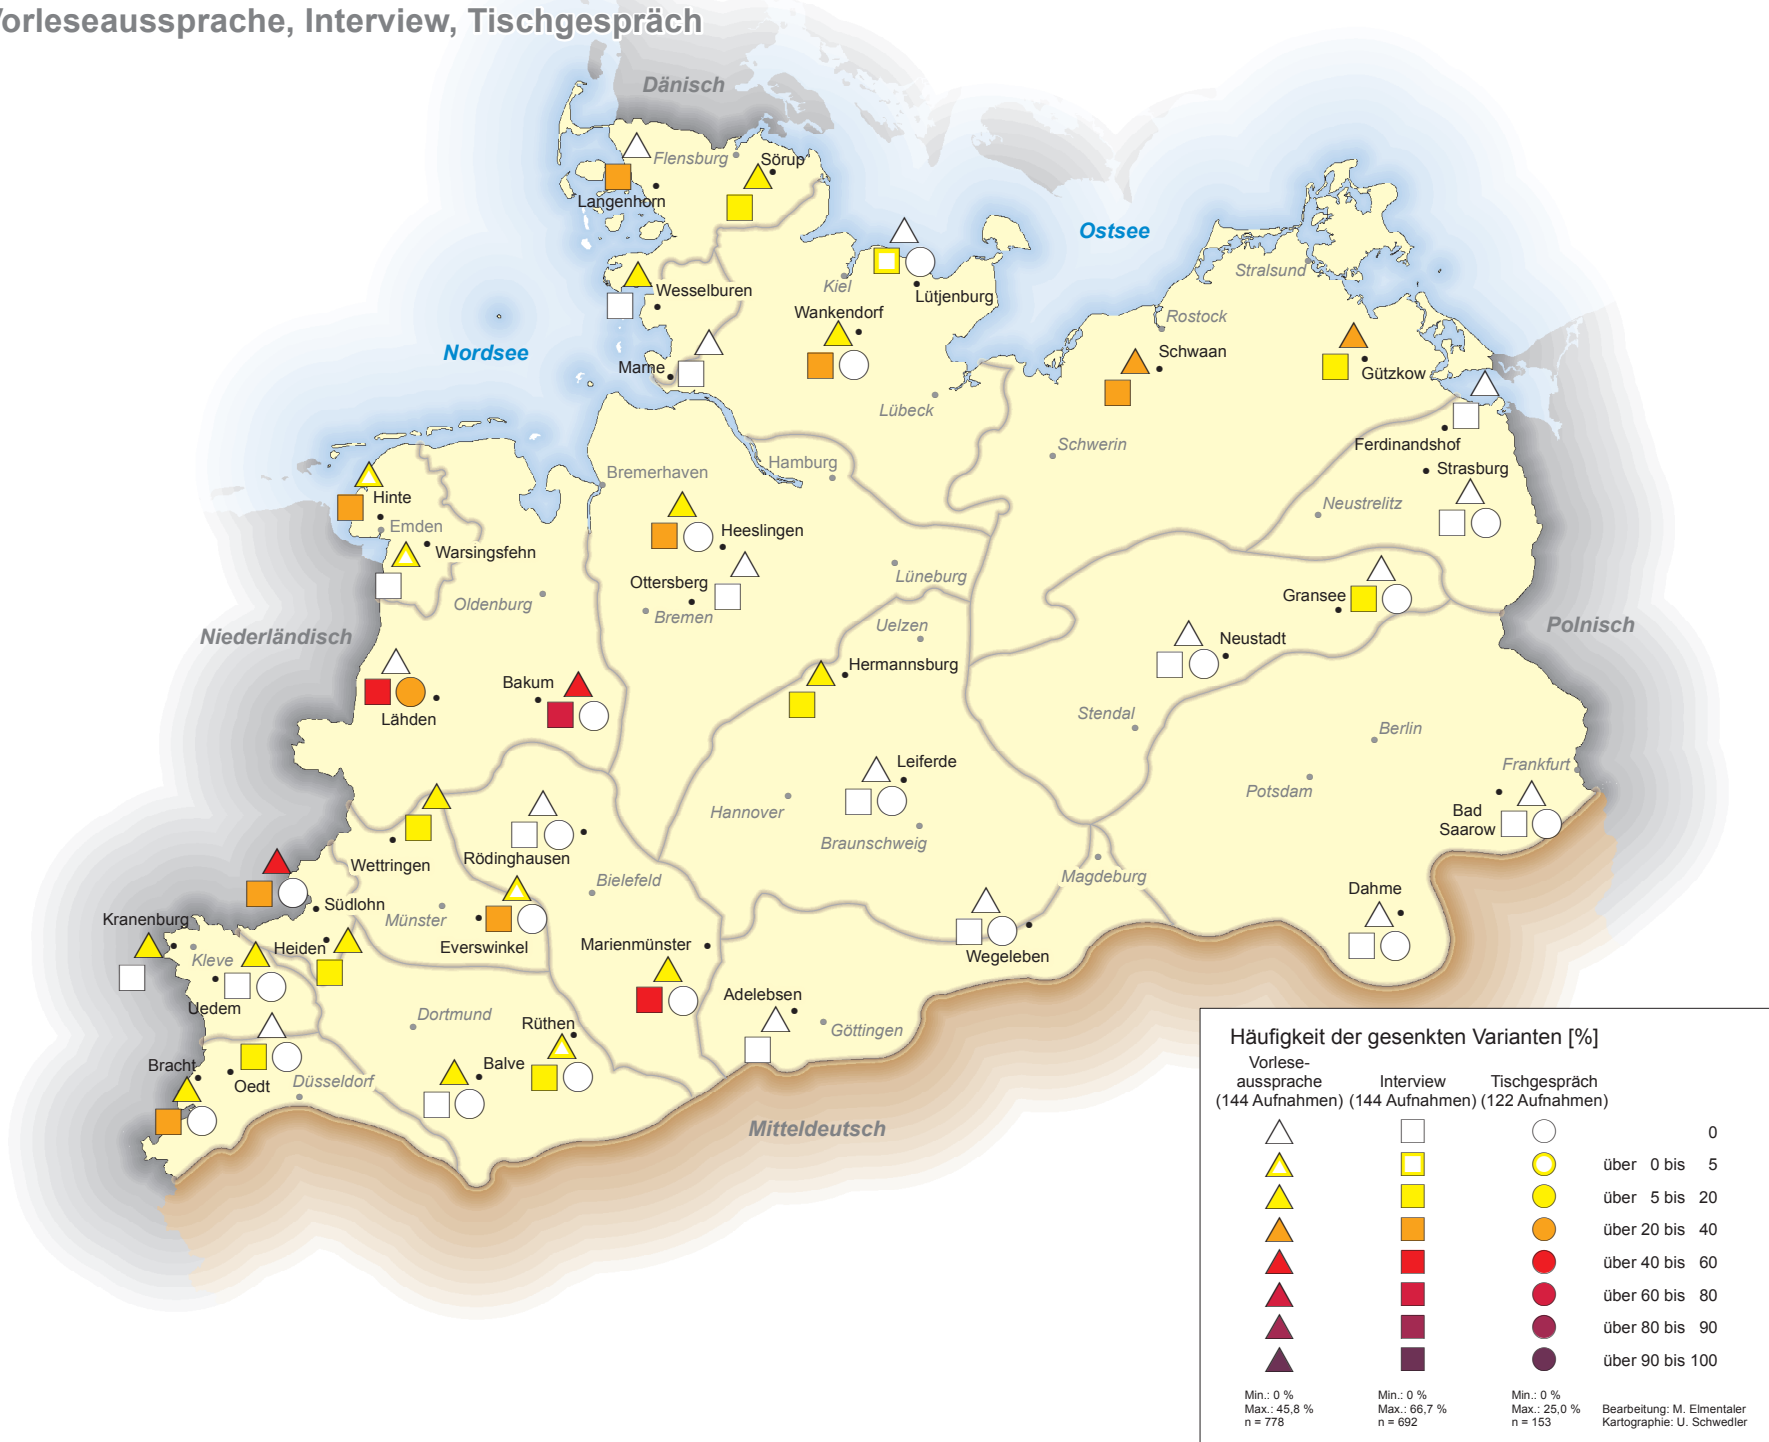 Vorleseaussprache, Interview, Tischgespräch
Dänisch
Flensburg
Sörup
Langenhorn
Ostsee
Stralsund
Wesselburen
Kiel
Lütjenburg
Wankendorf
Rostock
Nordsee
Schwaan
Marne
Gützkow
Lübeck
Ferdinandshof
Schwerin
Hamburg
Strasburg
Bremerhaven
Hinte
Neustrelitz
Emden
Heeslingen
Warsingsfehn
Lüneburg
Ottersberg
Gransee
Oldenburg
Bremen
Uelzen
Polnisch
Niederländisch
Neustadt
Hermannsburg
Bakum
Stendal
Lähden
Berlin
Leiferde
Frankfurt
Potsdam
Hannover
Bad
Saarow
Braunschweig
Rödinghausen
Wettringen
Magdeburg
Bielefeld
Dahme
Südlohn
Kranenburg
Münster
Heiden
Everswinkel
Marienmünster
Wegeleben
Kleve
Adelebsen
Uedem
Dortmund
Rüthen
Göttingen
Balve
Bracht
Oedt
Düsseldorf
Mitteldeutsch
Häufigkeit der gesenkten Varianten [%]
Vorlese-
aussprache Interview Tischgespräch
(144 Aufnahmen) (144 Aufnahmen) (122 Aufnahmen)
0
über 0 bis 5
über 5 bis 20
über 20 bis 40
über 40 bis 60
über 60 bis 80
über 80 bis 90
über 90 bis 100
Min.: 0 % Min.: 0 % Min.: 0 %
Max.: 45,8 % Max.: 66,7 % Max.: 25,0 % Bearbeitung: M. Elmentaler
n = 778 n = 692 n = 153 Kartographie: U. Schwedler